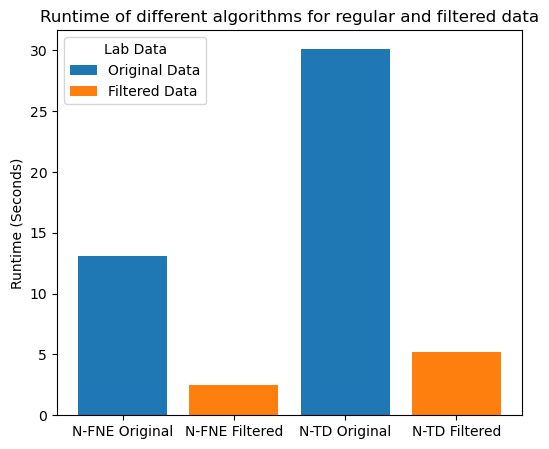 Runtime of different algorithms for regular and filtered data
Lab Data
Original Data
Filtered Data
Runtime (Seconds)
30
25
20
15
10
5
0
N-FNE Original N-FNE Filtered N-TD Original N-TD Filtered